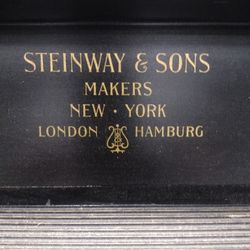 STEINWAY & SONS
MAKERS
NEW · YORK
LONDON HAMBURG